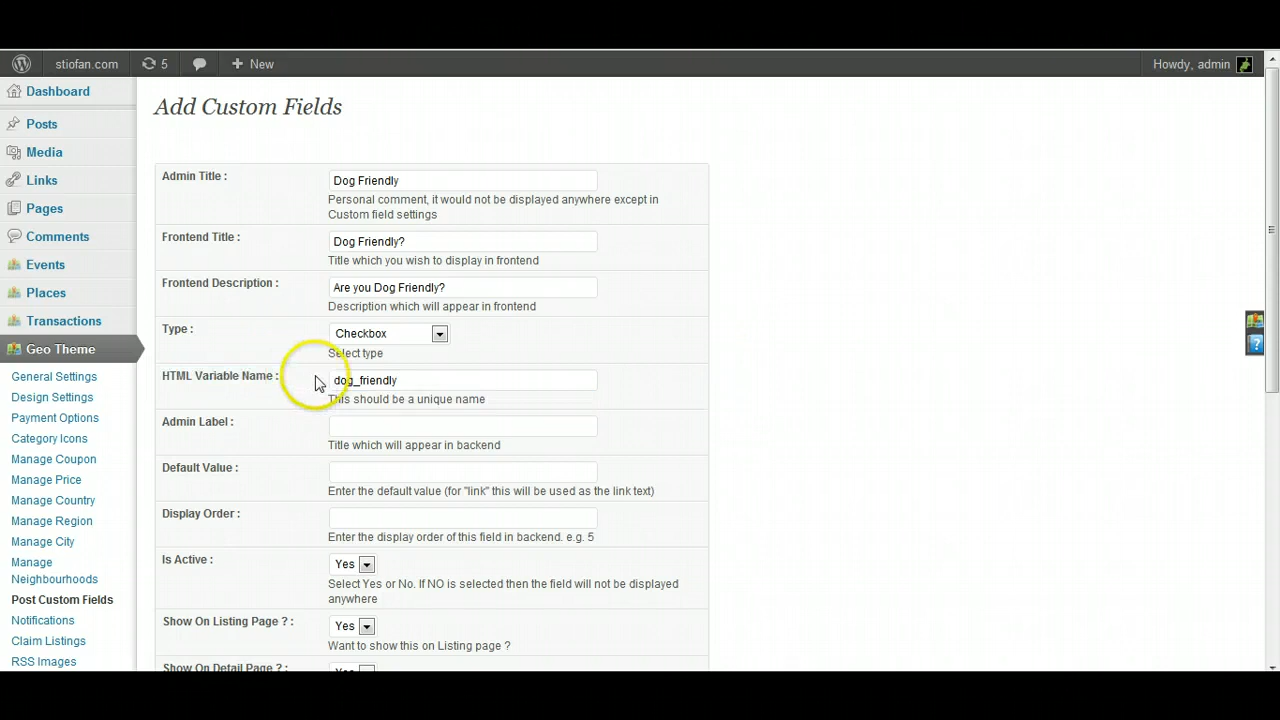 stiofan.com 5 New Howdy, admin
Dashboard
Posts
Media
Links
Pages
Comments
Events
Places
Transactions
Geo Theme
General Settings
Design Settings
Payment Options
Category Icons
Manage Coupon
Manage Price
Manage Country
Manage Region
Manage City
Manage
Neighbourhoods
Post Custom Fields
Notifications
Claim Listings
RSS Images
Add Custom Fields
Admin Title : Dog Friendly
Personal comment, it would not be displayed anywhere except in
Custom field settings
Frontend Title : Dog Friendly?
Title which you wish to display in frontend
Frontend Description : Are you Dog Friendly?
Description which will appear in frontend
Type : Checkbox
Select type
HTML Variable Name : dog_friendly
This should be a unique name
Admin Label :
Title which will appear in backend
Default Value :
Enter the default value (for "link" this will be used as the link text)
Display Order :
Enter the display order of this field in backend. e.g. 5
Is Active : Yes
Select Yes or No. If NO is selected then the field will not be displayed
anywhere
Show On Listing Page ? : Yes
Want to show this on Listing page ?
Show On Detail Page ? : Yes
?